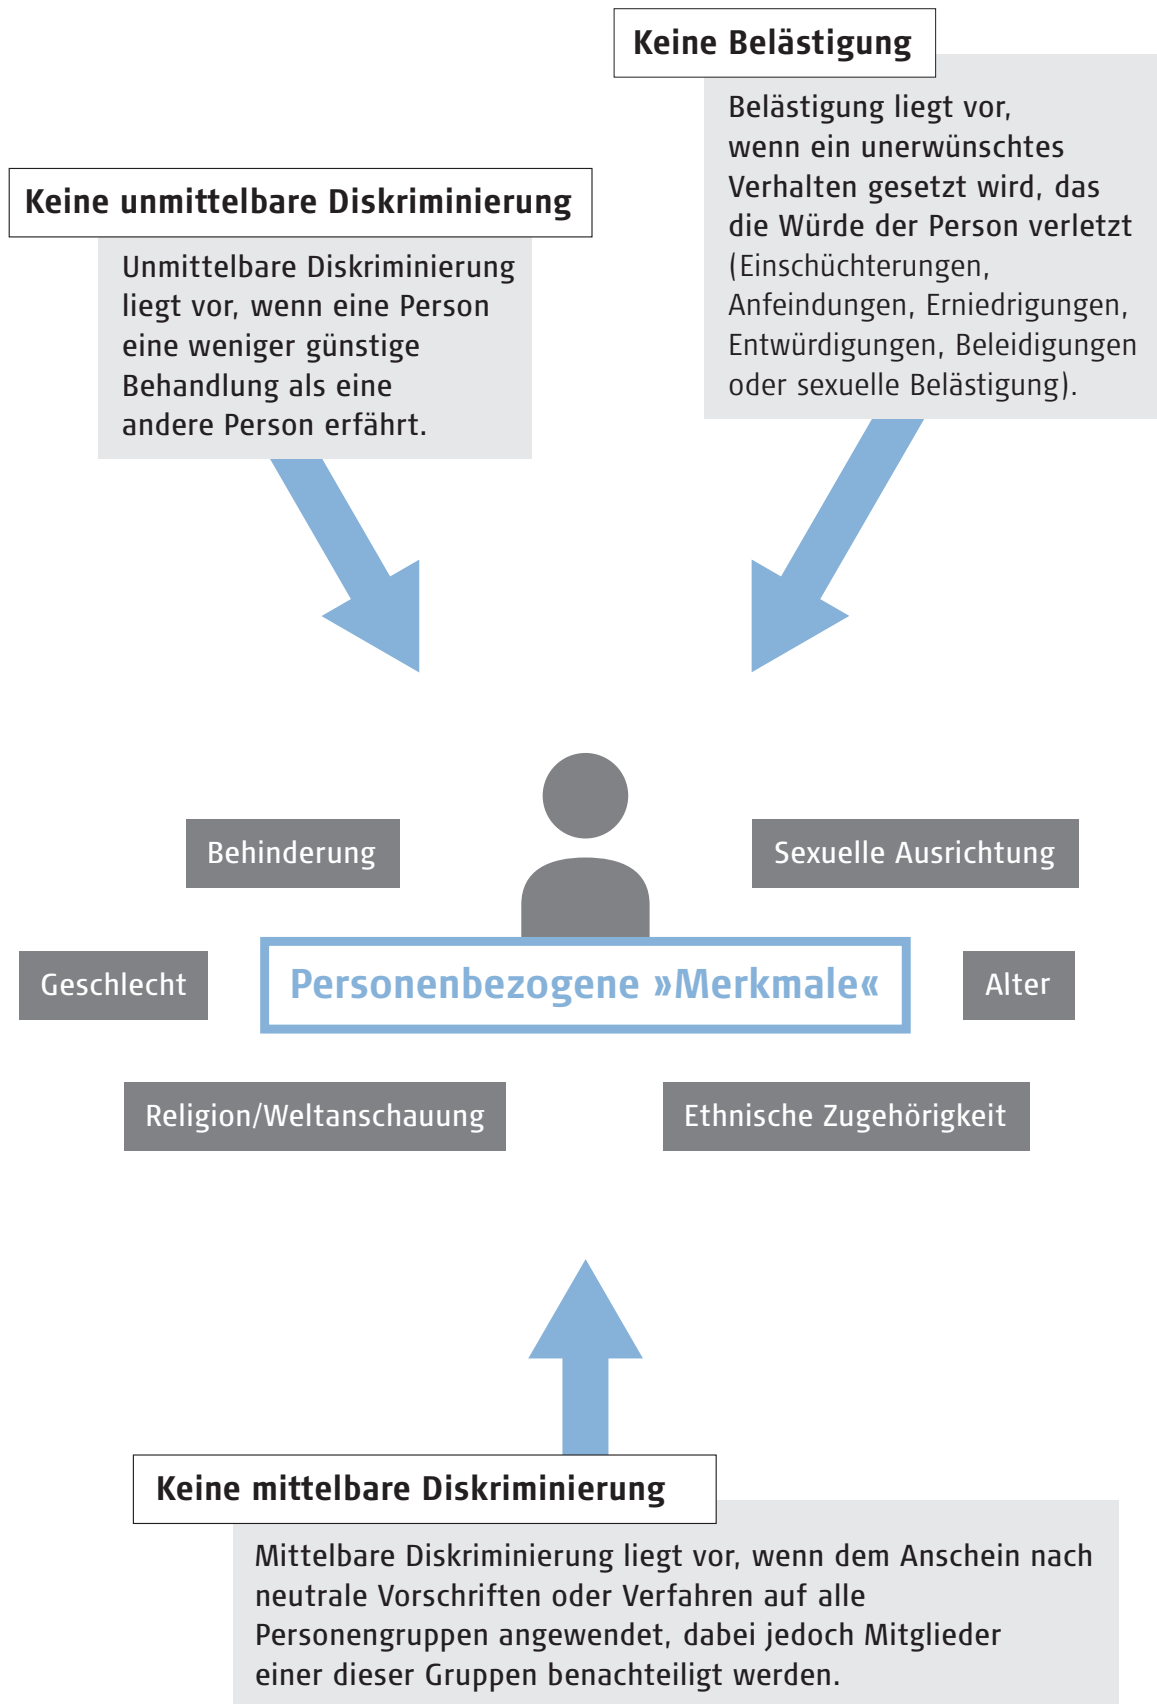 Keine Belästigung
Belästigung liegt vor,
wenn ein unerwünschtes
Verhalten gesetzt wird, das
die Würde der Person verletzt
(Einschüchterungen,
Anfeindungen, Erniedrigungen,
Entwürdigungen, Beleidigungen
oder sexuelle Belästigung).
Keine unmittelbare Diskriminierung
Unmittelbare Diskriminierung
liegt vor, wenn eine Person
eine weniger günstige
Behandlung als eine
andere Person erfährt.
Behinderung
Sexuelle Ausrichtung
Geschlecht
Personenbezogene »Merkmale«
Alter
Religion/Weltanschauung
Ethnische Zugehörigkeit
Keine mittelbare Diskriminierung
Mittelbare Diskriminierung liegt vor, wenn dem Anschein nach
neutrale Vorschriften oder Verfahren auf alle
Personengruppen angewendet, dabei jedoch Mitglieder
einer dieser Gruppen benachteiligt werden.